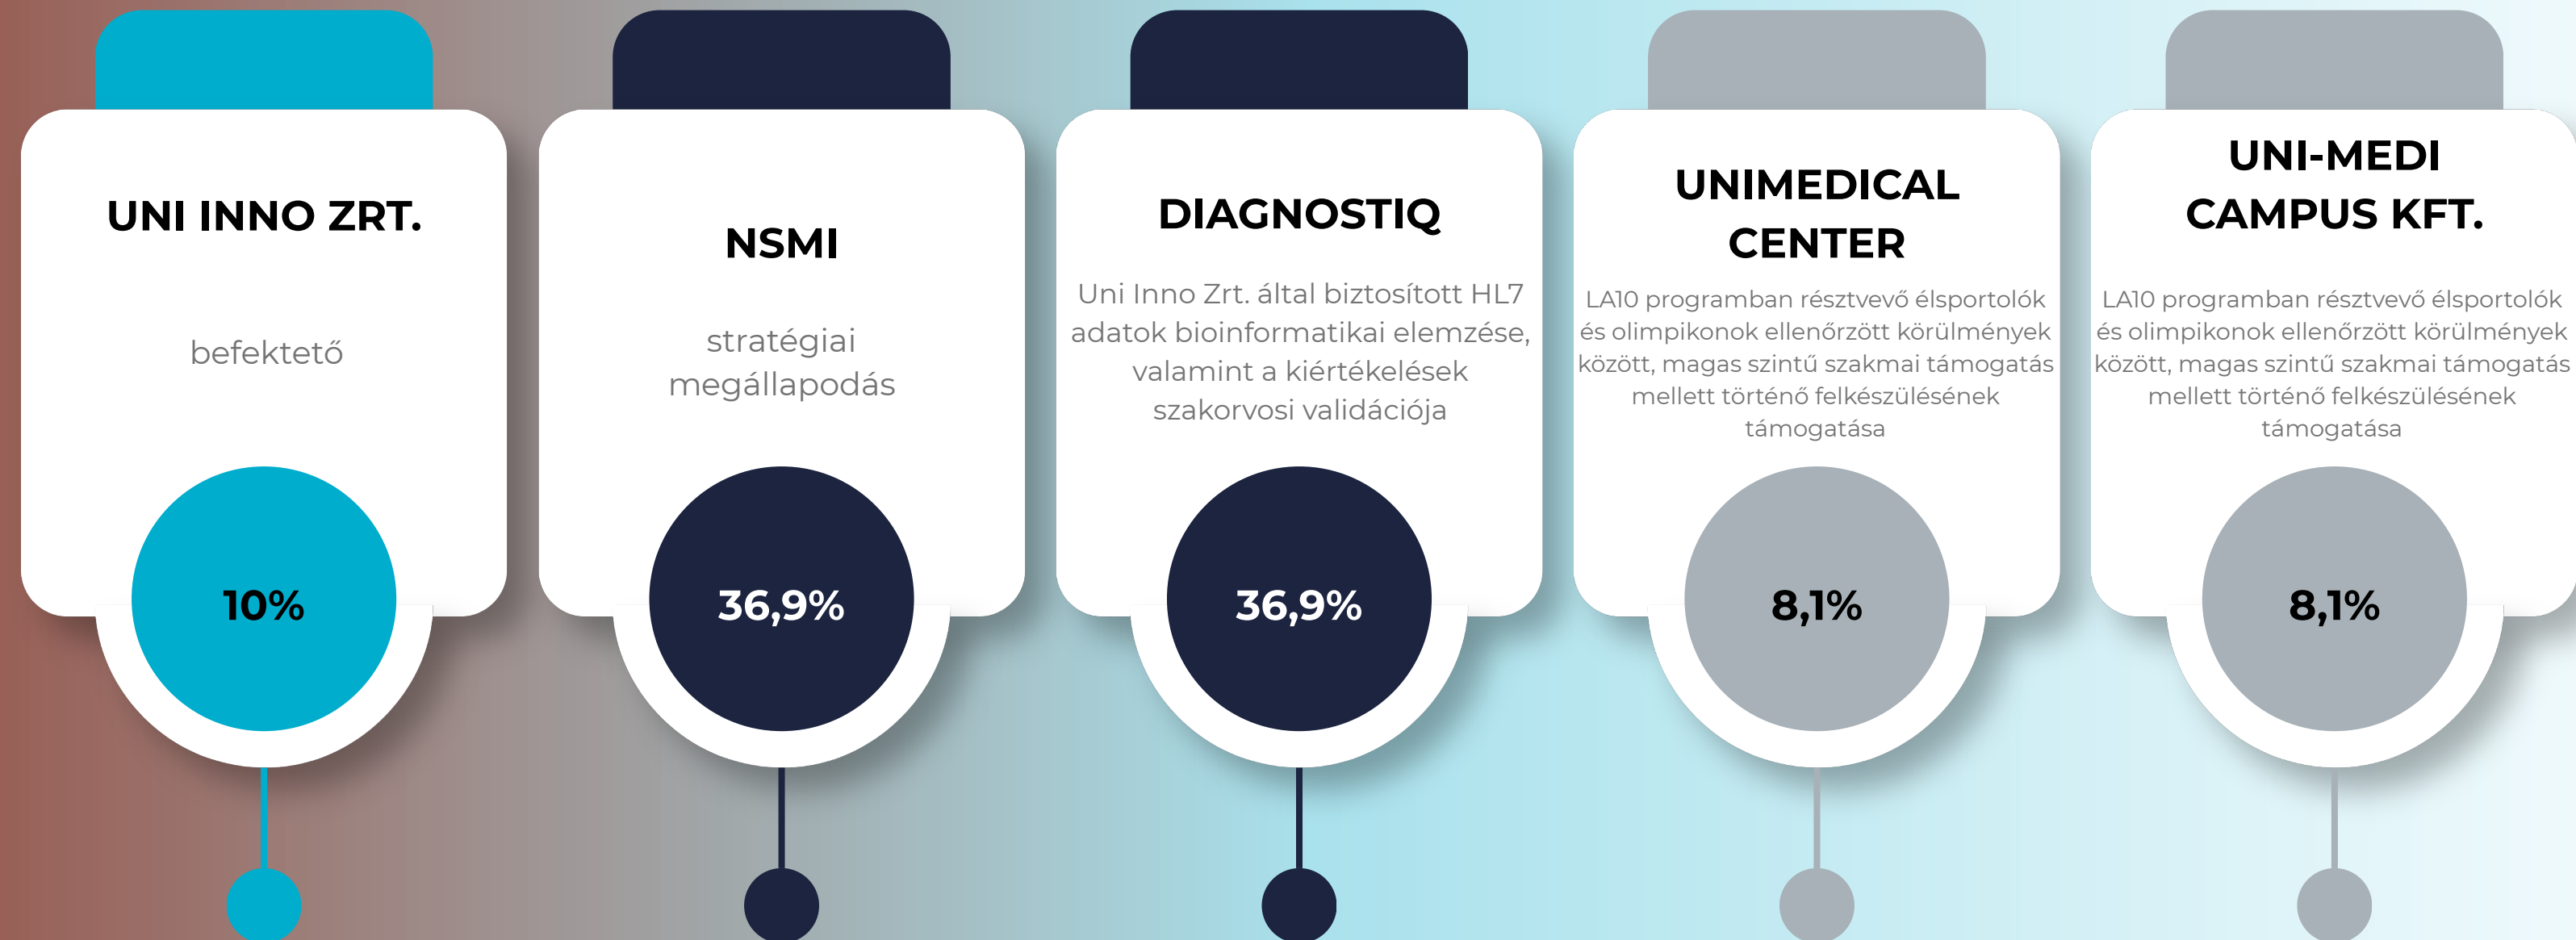 UNI INNO ZRT.
befektető
10%
NSMI
stratégiai
megállapodás
36,9%
DIAGNOSTIQ
Uni Inno Zrt. által biztosított HL7
adatok bioinformatikai elemzése,
valamint a kiértékelések
szakorvosi validációja
36,9%
UNIMEDICAL
CENTER
LA10 programban résztvevő élsportolók
és olimpikonok ellenőrzött körülmények
között, magas szintű szakmai támogatás
mellett történő felkészülésének
támogatása
8,1%
UNI-MEDI
CAMPUS KFT.
LA10 programban résztvevő élsportolók
és olimpikonok ellenőrzött körülmények
között, magas szintű szakmai támogatás
mellett történő felkészülésének
támogatása
8,1%